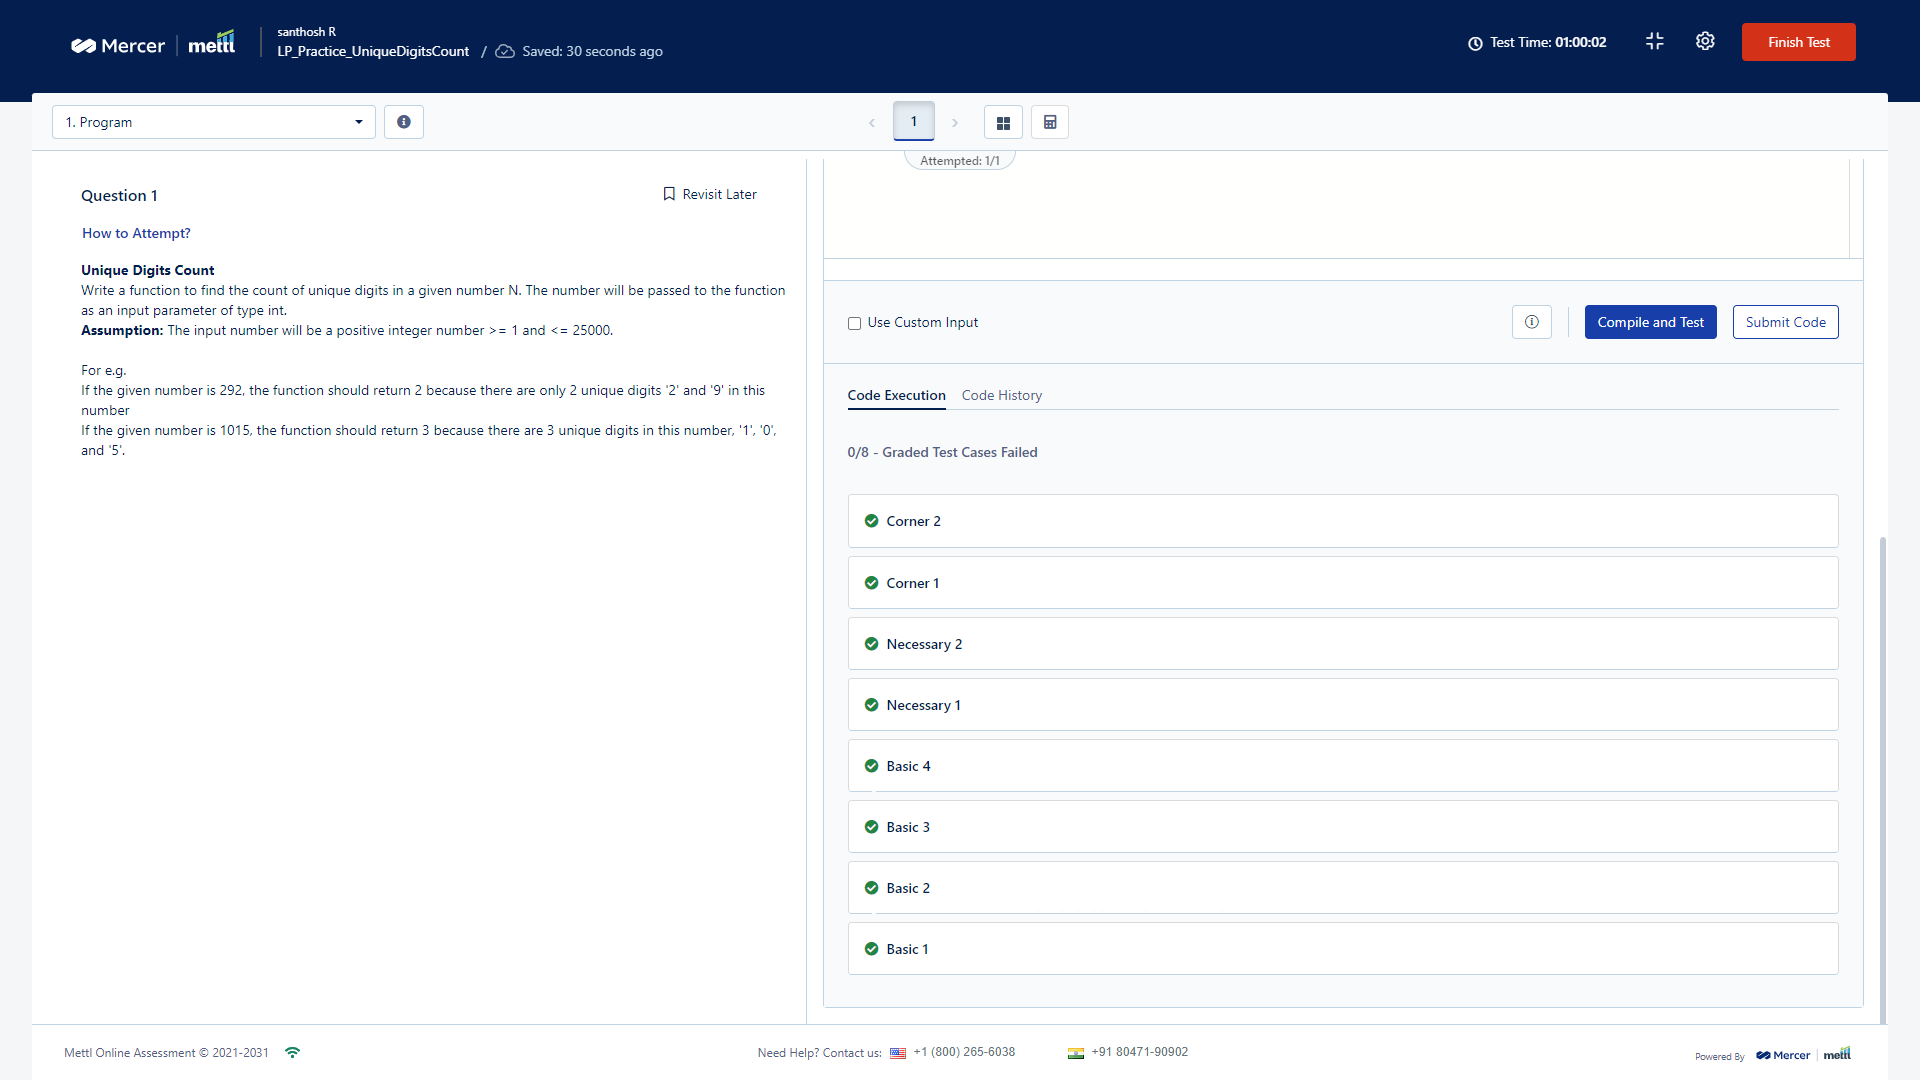 Mercer mettl
santhosh R
LP_Practice_UniqueDigitsCount / Saved: 30 seconds ago
Test Time: 01:00:02
Finish Test
1. Program
1
Attempted: 1/1
Question 1
Revisit Later
How to Attempt?
Unique Digits Count
Write a function to find the count of unique digits in a given number N. The number will be passed to the function
as an input parameter of type int.
Assumption: The input number will be a positive integer number >= 1 and <= 25000.
For e.g.
If the given number is 292, the function should return 2 because there are only 2 unique digits '2' and '9' in this
number
If the given number is 1015, the function should return 3 because there are 3 unique digits in this number, '1', '0',
and '5'.
Use Custom Input
Compile and Test
Submit Code
Code Execution
Code History
0/8 - Graded Test Cases Failed
Corner 2
Corner 1
Necessary 2
Necessary 1
Basic 4
Basic 3
Basic 2
Basic 1
Mettl Online Assessment © 2021-2031
Need Help? Contact us: +1 (800) 265-6038
+91 80471-90902
Powered By Mercer mettl